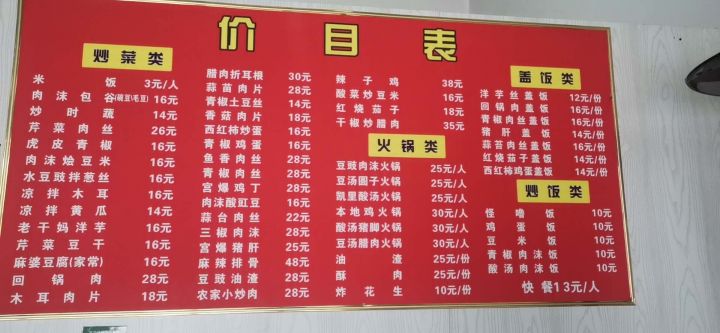 价目表
炒菜类
米饭 3元/人
肉沫包谷(豌豆\毛豆) 16元
炒时蔬 14元
芹菜肉丝 26元
虎皮青椒 16元
肉沫烩豆米 16元
水豆豉拌葱丝 16元
凉拌木耳 16元
凉拌黄瓜 14元
老干妈洋芋 16元
芹菜豆干 16元
麻婆豆腐(家常) 16元
回锅肉 28元
木耳肉片 18元
腊肉折耳根 30元
蒜苗肉片 28元
青椒土豆丝 14元
香菇肉片 28元
西红柿炒蛋 16元
青椒鸡蛋 16元
鱼香肉丝 28元
青椒肉丝 28元
宫爆鸡丁 28元
肉沫酸豇豆 16元
蒜台肉丝 22元
三椒肉沫 28元
宫爆猪肝 25元
麻辣排骨 48元
豆豉油渣 28元
农家小炒肉 28元
辣子鸡 38元
酸菜炒豆米 16元
红烧茄子 18元
干椒炒腊肉 35元
火锅类
豆豉肉沫火锅 25元/份
豆汤圆子火锅 25元/份
凯里酸汤火锅 25元/份
本地鸡火锅 30元/份
酸汤猪脚火锅 30元/份
豆汤腊肉火锅 30元/份
油渣 25元/份
酥肉 25元/份
炸花生 10元/份
盖饭类
洋芋丝盖饭 12元/份
回锅肉盖饭 16元/份
青椒肉丝盖饭 16元/份
猪肝盖饭 14元/份
蒜苔肉丝盖饭 16元/份
红烧茄子盖饭 14元/份
西红柿鸡蛋盖饭 14元/份
炒饭类
怪噜饭 10元
鸡蛋饭 10元
豆米饭 10元
青椒肉沫饭 10元
酸汤肉沫饭 10元
快餐13元/人